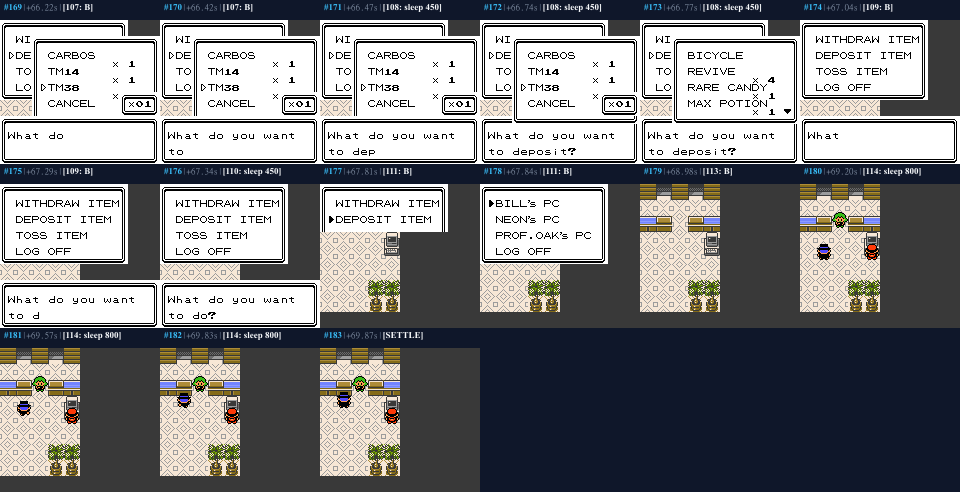 #169 |+66.22s| [107: B]
WI
DE
TO
LO
CARBOS
× 1
TM14
× 1
TM38
×
CANCEL
×01
What do
#170 |+66.42s| [107: B]
WI
DE
TO
LO
CARBOS
× 1
TM14
× 1
TM38
×
CANCEL
×01
What do you want
to
#171 |+66.47s| [108: sleep 450]
WI
DE
TO
LO
CARBOS
× 1
TM14
× 1
TM38
×
CANCEL
×01
What do you want
to dep
#172 |+66.74s| [108: sleep 450]
WI
DE
TO
LO
CARBOS
× 1
TM14
× 1
TM38
×
CANCEL
×01
What do you want
to deposit?
#173 |+66.77s| [108: sleep 450]
WI
DE
TO
LO
BICYCLE
REVIVE
× 4
RARE CANDY
×
1
MAX POTION
× 1
What do you want
to deposit?
#174 |+67.04s| [109: B]
WITHDRAW ITEM
DEPOSIT ITEM
TOSS ITEM
LOG OFF
What
#175 |+67.29s| [109: B]
WITHDRAW ITEM
DEPOSIT ITEM
TOSS ITEM
LOG OFF
What do you want
to d
#176 |+67.34s| [110: sleep 450]
WITHDRAW ITEM
DEPOSIT ITEM
TOSS ITEM
LOG OFF
What do you want
to do?
#177 |+67.81s| [111: B]
WITHDRAW ITEM
DEPOSIT ITEM
#178 |+67.84s| [111: B]
BILL's PC
NEON's PC
PROF.OAK's PC
LOG OFF
#179 |+68.98s| [113: B]
#180 |+69.20s| [114: sleep 800]
#181 |+69.57s| [114: sleep 800]
#182 |+69.83s| [114: sleep 800]
#183 |+69.87s| [SETTLE]